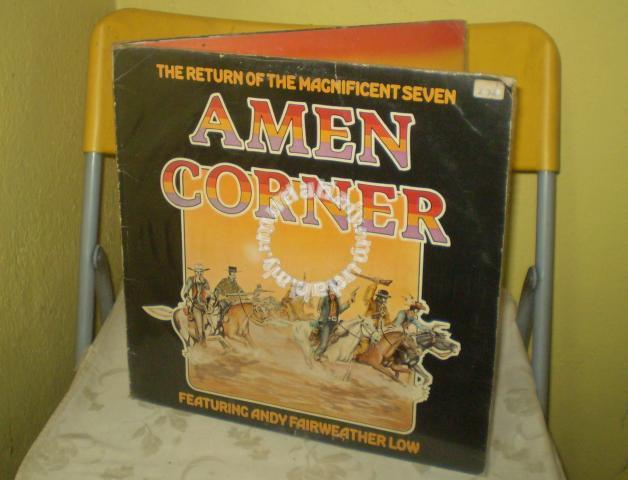 THE RETURN OF THE MAGNIFICENT SEVEN
AMEN
CORNER
FEATURING ANDY FAIRWEATHER LOW